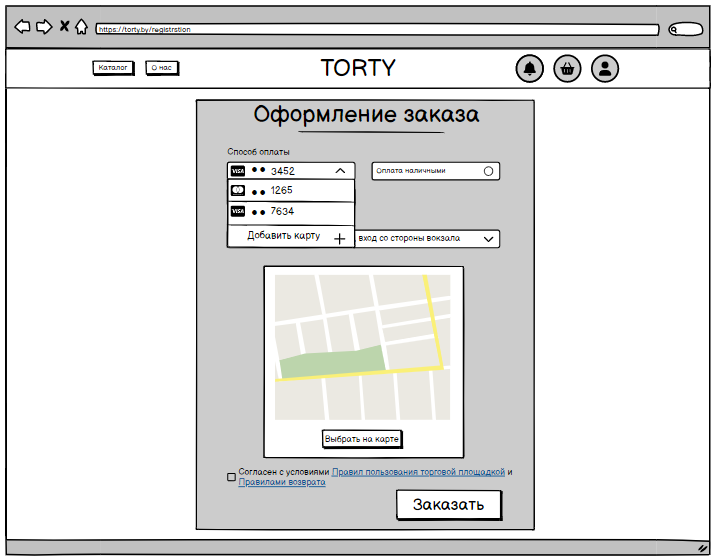 https://torty.by/registrstion
Каталог
О нас
TORTY
Оформление заказа
Способ оплаты
VISA 3452
Оплата наличными
1265
VISA 7634
Добавить карту
вход со стороны вокзала
Выбрать на карте
Согласен с условиями Правил пользования торговой площадкой и
Правилами возврата
Заказать